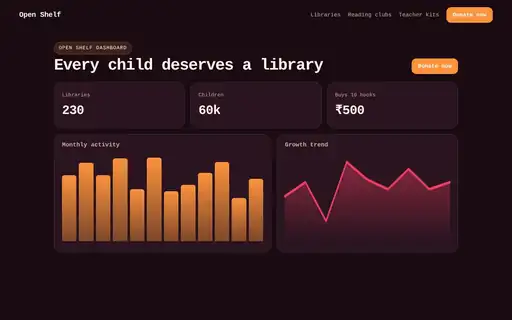 Open Shelf
Libraries Reading clubs Teacher kits Donate now
OPEN SHELF DASHBOARD
Every child deserves a library
Donate now
Libraries
230
Children
60k
Buys 10 books
₹500
Monthly activity
Growth trend